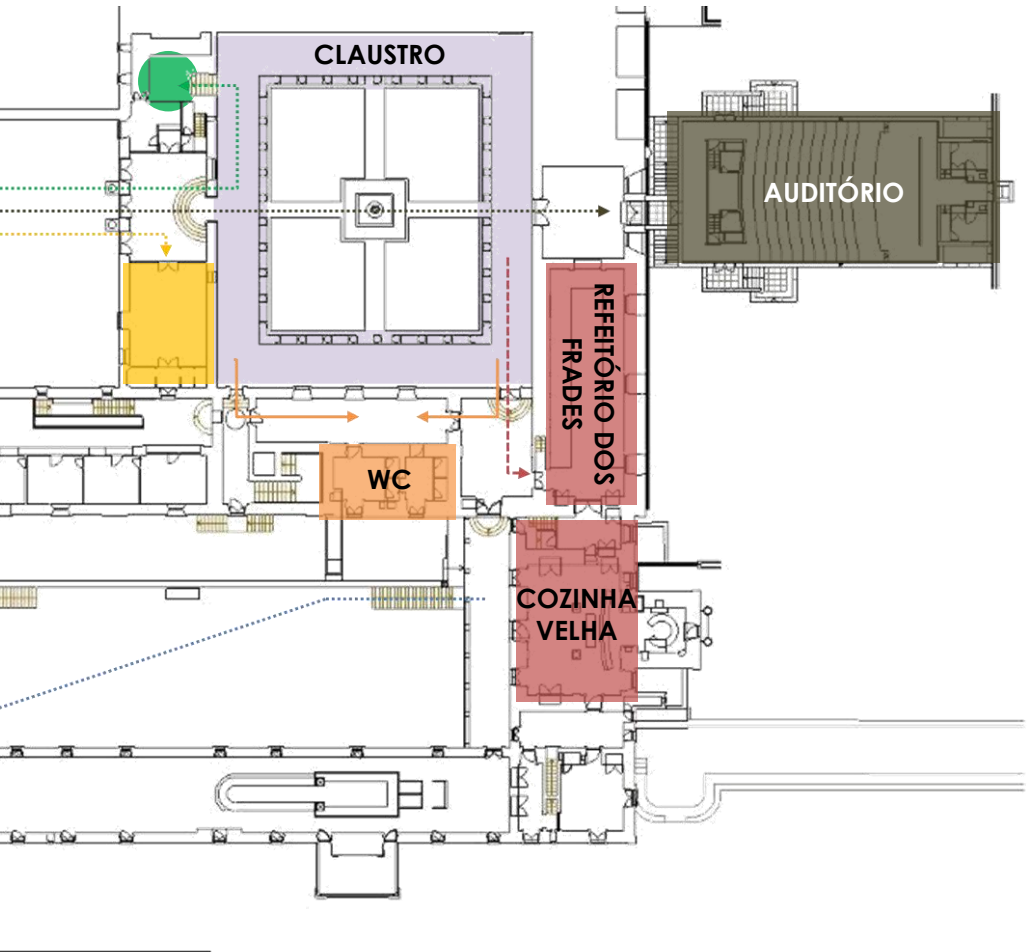 CLAUSTRO
AUDITÓRIO
REFEITÓRIO DOS
FRADES
WC
COZINHA
VELHA